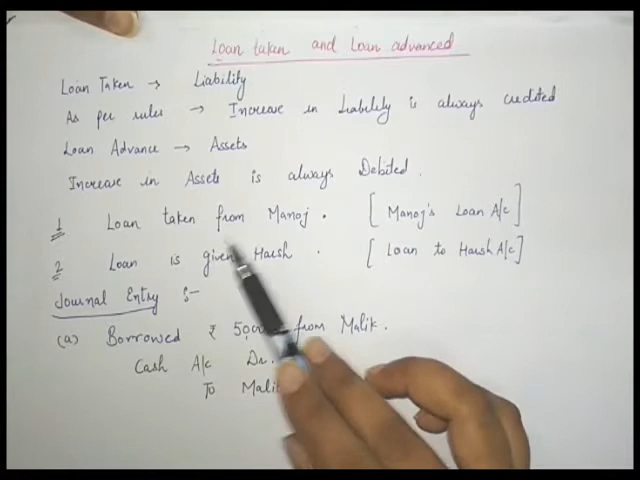 Loan taken and Loan advanced
Loan Taken → Liability
As per rules → Increase in Liability is always credited
Loan Advance → Assets
Increase in Assets is always Debited.
1 Loan taken from Manoj. [Manoj's Loan A/c]
2 Loan is given Harsh. [Loan to Harsh A/c]
Journal Entry :-
(a) Borrowed ₹ from Malik.
Cash A/c Dr.
To